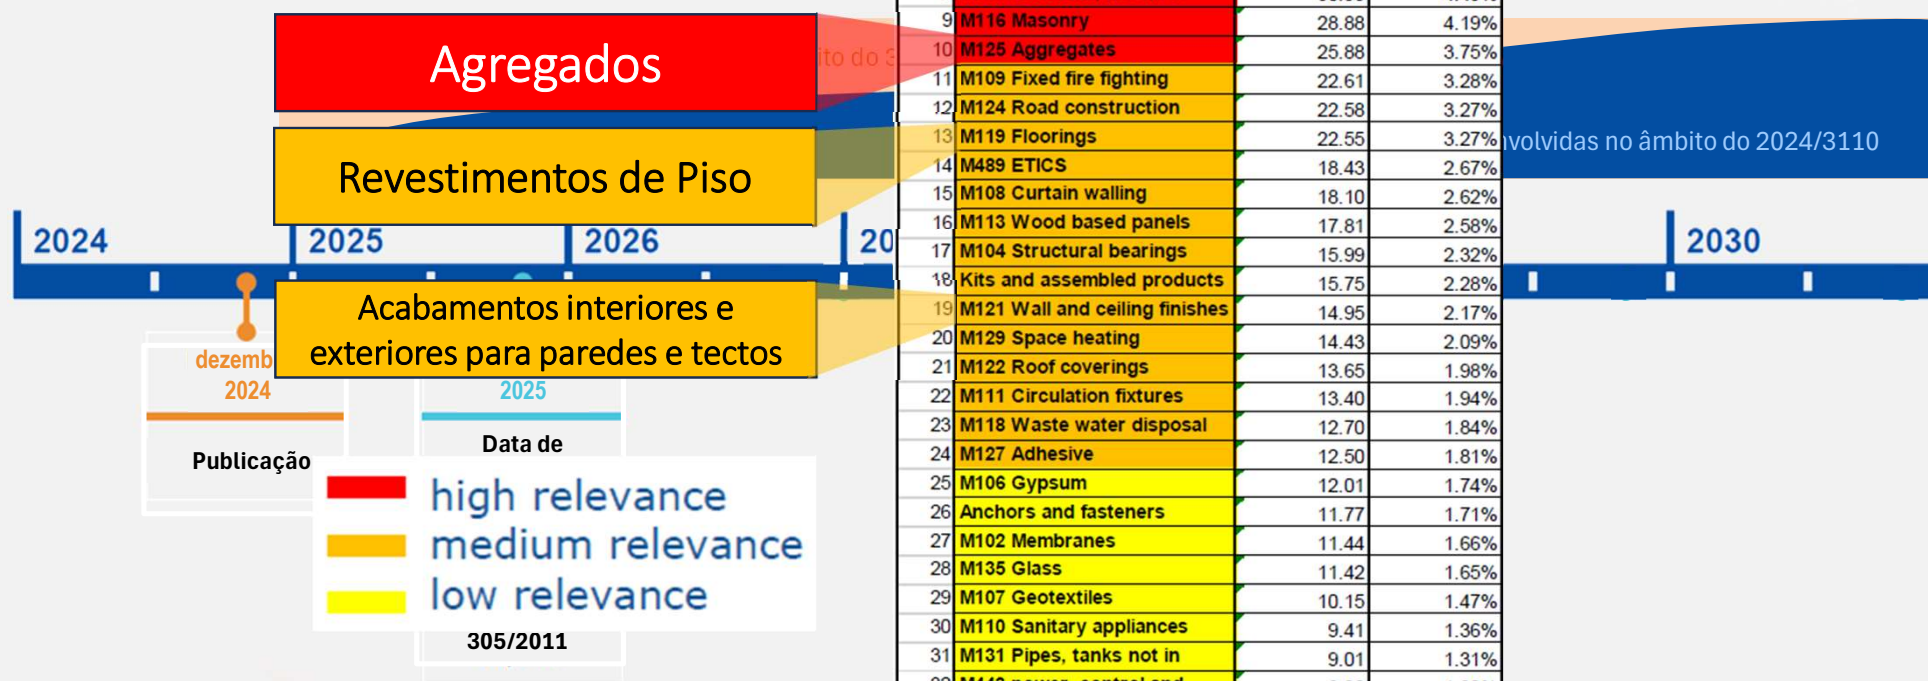 Agregados
Revestimentos de Piso
Acabamentos interiores e
exteriores para paredes e tectos
ito do 3
nvolvidas no âmbito do 2024/3110
2024
2025
2026
20
2030
dezemb
2024
Publicação
2025
Data de
305/2011
high relevance
medium relevance
low relevance
9 M116 Masonry 28.88 4.19%
10 M125 Aggregates 25.88 3.75%
11 M109 Fixed fire fighting 22.61 3.28%
12 M124 Road construction 22.58 3.27%
13 M119 Floorings 22.55 3.27%
14 M489 ETICS 18.43 2.67%
15 M108 Curtain walling 18.10 2.62%
16 M113 Wood based panels 17.81 2.58%
17 M104 Structural bearings 15.99 2.32%
18 Kits and assembled products 15.75 2.28%
19 M121 Wall and ceiling finishes 14.95 2.17%
20 M129 Space heating 14.43 2.09%
21 M122 Roof coverings 13.65 1.98%
22 M111 Circulation fixtures 13.40 1.94%
23 M118 Waste water disposal 12.70 1.84%
24 M127 Adhesive 12.50 1.81%
25 M106 Gypsum 12.01 1.74%
26 Anchors and fasteners 11.77 1.71%
27 M102 Membranes 11.44 1.66%
28 M135 Glass 11.42 1.65%
29 M107 Geotextiles 10.15 1.47%
30 M110 Sanitary appliances 9.41 1.36%
31 M131 Pipes, tanks not in 9.01 1.31%